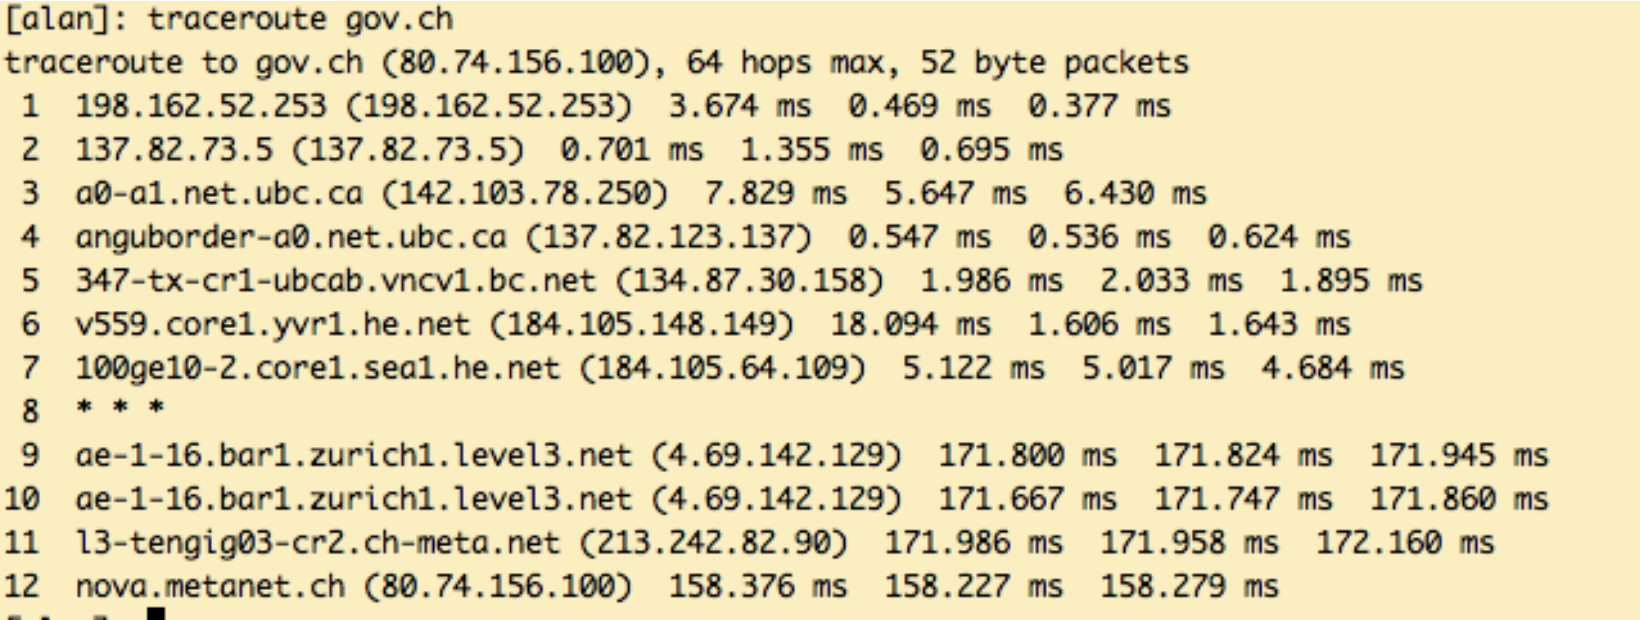 [alan]: traceroute gov.ch
traceroute to gov.ch (80.74.156.100), 64 hops max, 52 byte packets
1 198.162.52.253 (198.162.52.253) 3.674 ms 0.469 ms 0.377 ms
2 137.82.73.5 (137.82.73.5) 0.701 ms 1.355 ms 0.695 ms
3 a0-a1.net.ubc.ca (142.103.78.250) 7.829 ms 5.647 ms 6.430 ms
4 anguborder-a0.net.ubc.ca (137.82.123.137) 0.547 ms 0.536 ms 0.624 ms
5 347-tx-cr1-ubcab.vncv1.bc.net (134.87.30.158) 1.986 ms 2.033 ms 1.895 ms
6 v559.core1.yvr1.he.net (184.105.148.149) 18.094 ms 1.606 ms 1.643 ms
7 100ge10-2.core1.sea1.he.net (184.105.64.109) 5.122 ms 5.017 ms 4.684 ms
8 * * *
9 ae-1-16.bar1.zurich1.level3.net (4.69.142.129) 171.800 ms 171.824 ms 171.945 ms
10 ae-1-16.bar1.zurich1.level3.net (4.69.142.129) 171.667 ms 171.747 ms 171.860 ms
11 l3-tengig03-cr2.ch-meta.net (213.242.82.90) 171.986 ms 171.958 ms 172.160 ms
12 nova.metanet.ch (80.74.156.100) 158.376 ms 158.227 ms 158.279 ms